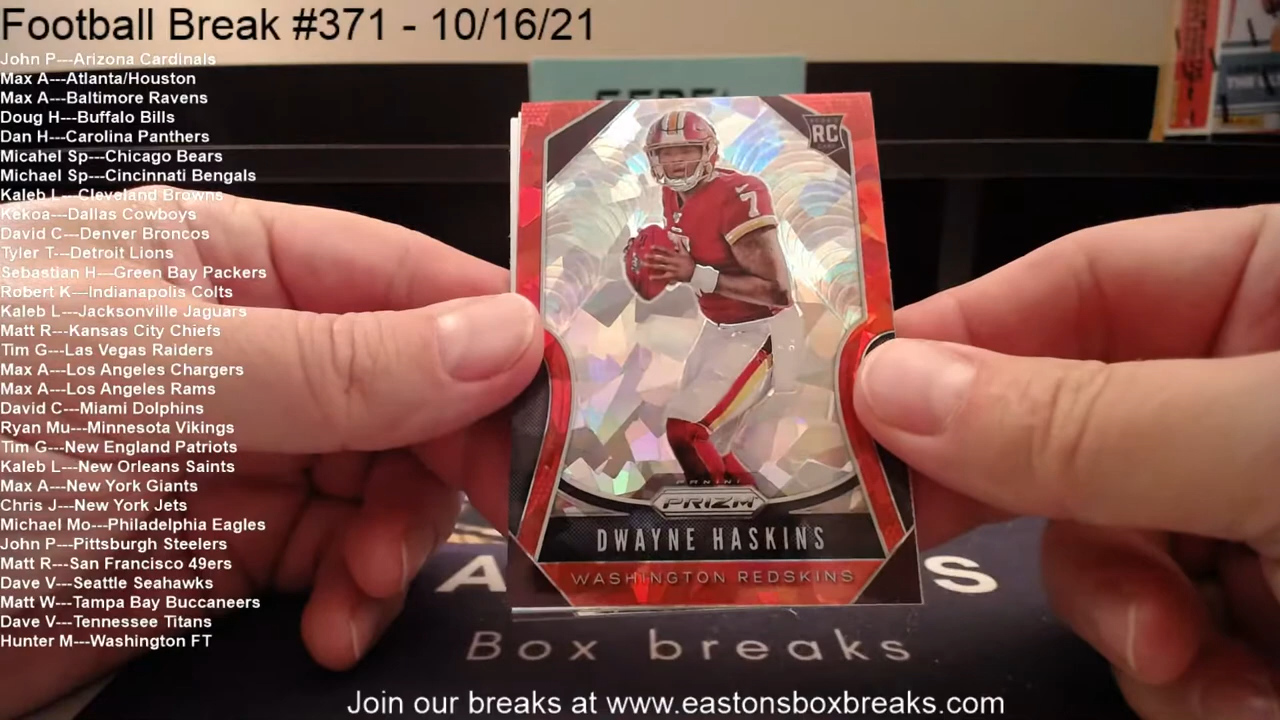 Football Break #371 - 10/16/21
John P---Arizona Cardinals
Max A---Atlanta/Houston
Max A---Baltimore Ravens
Doug H---Buffalo Bills
Dan H---Carolina Panthers
Micahel Sp---Chicago Bears
Michael Sp---Cincinnati Bengals
Kaleb L---Cleveland Browns
Kekoa---Dallas Cowboys
David C---Denver Broncos
Tyler T---Detroit Lions
Sebastian H---Green Bay Packers
Robert K---Indianapolis Colts
Kaleb L---Jacksonville Jaguars
Matt R---Kansas City Chiefs
Tim G---Las Vegas Raiders
Max A---Los Angeles Chargers
Max A---Los Angeles Rams
David C---Miami Dolphins
Ryan Mu---Minnesota Vikings
Tim G---New England Patriots
Kaleb L---New Orleans Saints
Max A---New York Giants
Chris J---New York Jets
Michael Mo---Philadelphia Eagles
John P---Pittsburgh Steelers
Matt R---San Francisco 49ers
Dave V---Seattle Seahawks
Matt W---Tampa Bay Buccaneers
Dave V---Tennessee Titans
Hunter M---Washington FT
RC
7
PANINI
PRIZM
DWAYNE HASKINS
WASHINGTON REDSKINS
Box breaks
Join our breaks at www.eastonsboxbreaks.com